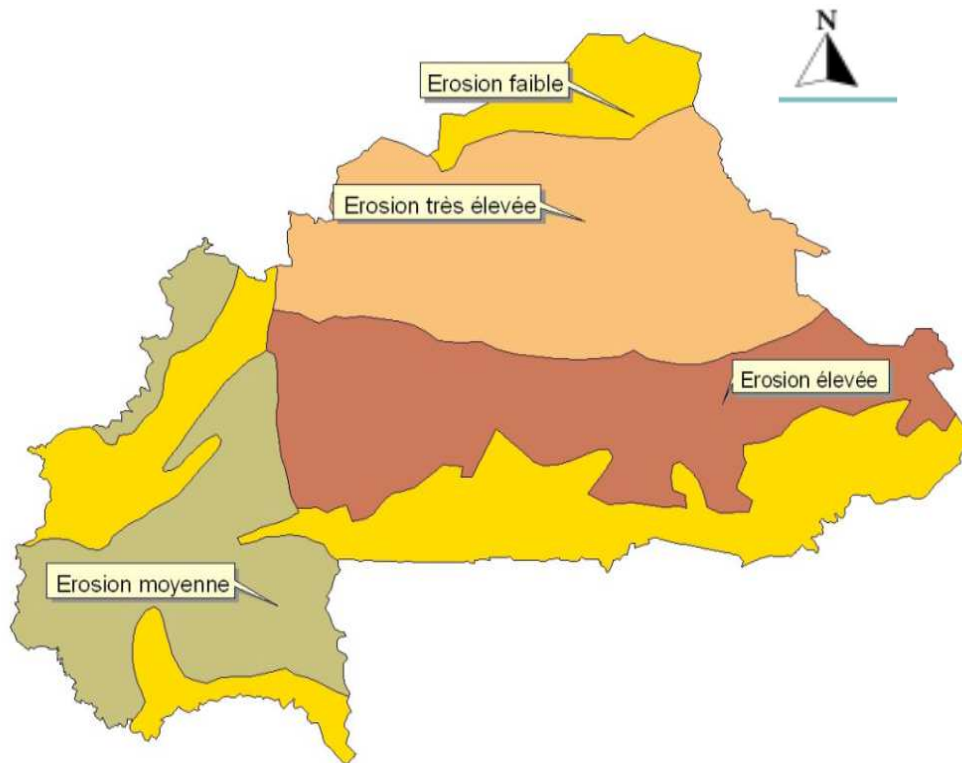 N
Erosion faible
Erosion très élevée
Erosion élevée
Erosion moyenne